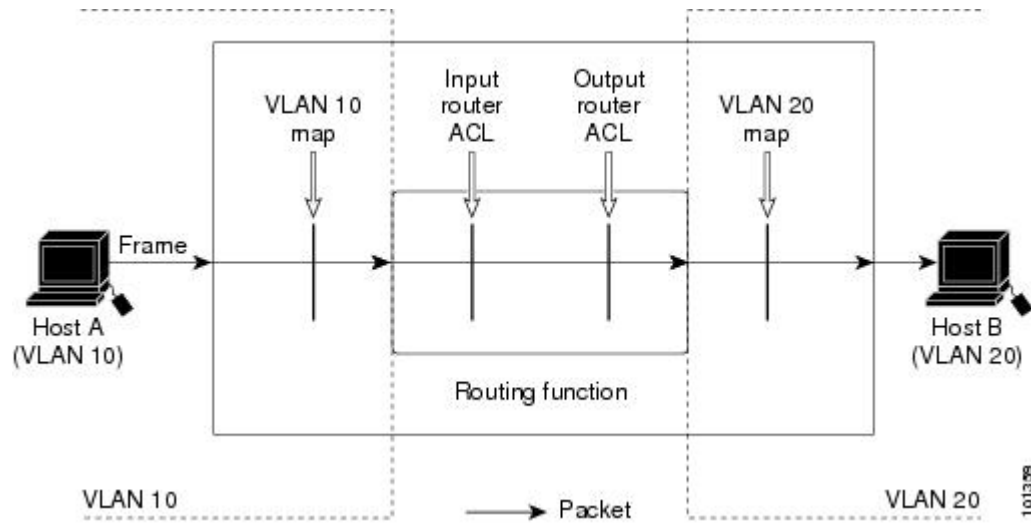 VLAN 10
map
Input
router
ACL
Output
router
ACL
VLAN 20
map
Frame
Host A
(VLAN 10)
Host B
(VLAN 20)
Routing function
VLAN 10
Packet
VLAN 20
101359